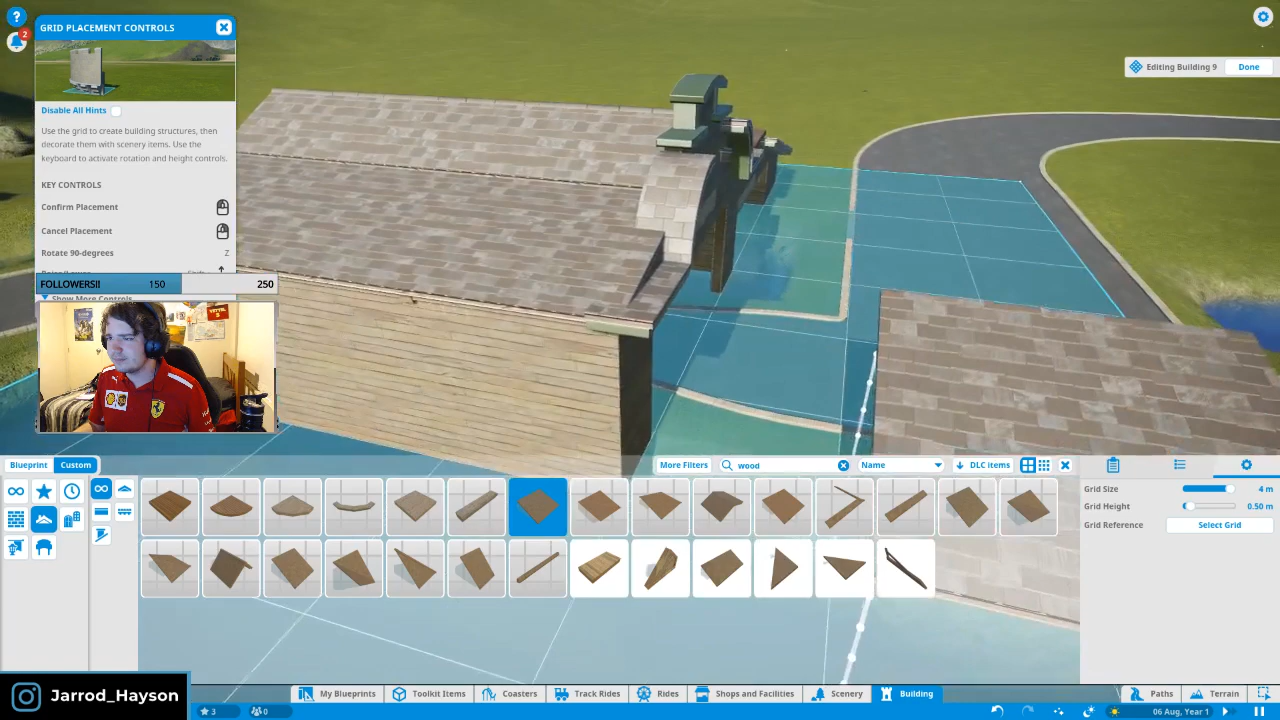 GRID PLACEMENT CONTROLS
2
Disable All Hints
Use the grid to create building structures, then
decorate them with scenery items. Use the
keyboard to activate rotation and height controls.
KEY CONTROLS
Confirm Placement
Cancel Placement
Rotate 90-degrees Z
FOLLOWERS!! 150 250
Show More Controls
Editing Building 9 Done
Blueprint Custom
More Filters wood Name DLC items
Grid Size 4 m
Grid Height 0.50 m
Grid Reference Select Grid
Jarrod_Hayson
My Blueprints Toolkit Items Coasters Track Rides Rides Shops and Facilities Scenery Building Paths Terrain
3 0 06 Aug, Year 1